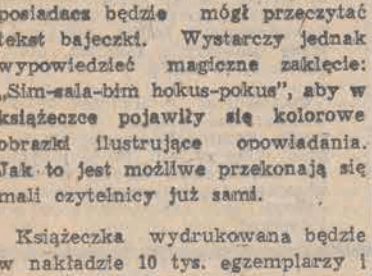 posiadacz będzie mógł przeczytać
tekst bajeczki. Wystarczy jednak
wypowiedzieć magiczne zaklęcie:
„Sim-sala-bim hokus-pokus”, aby w
książeczce pojawiły się kolorowe
obrazki ilustrujące opowiadania.
Jak to jest możliwe przekonają się
mali czytelnicy już sami.
Książeczka wydrukowana będzie
w nakładzie 10 tys. egzemplarzy i